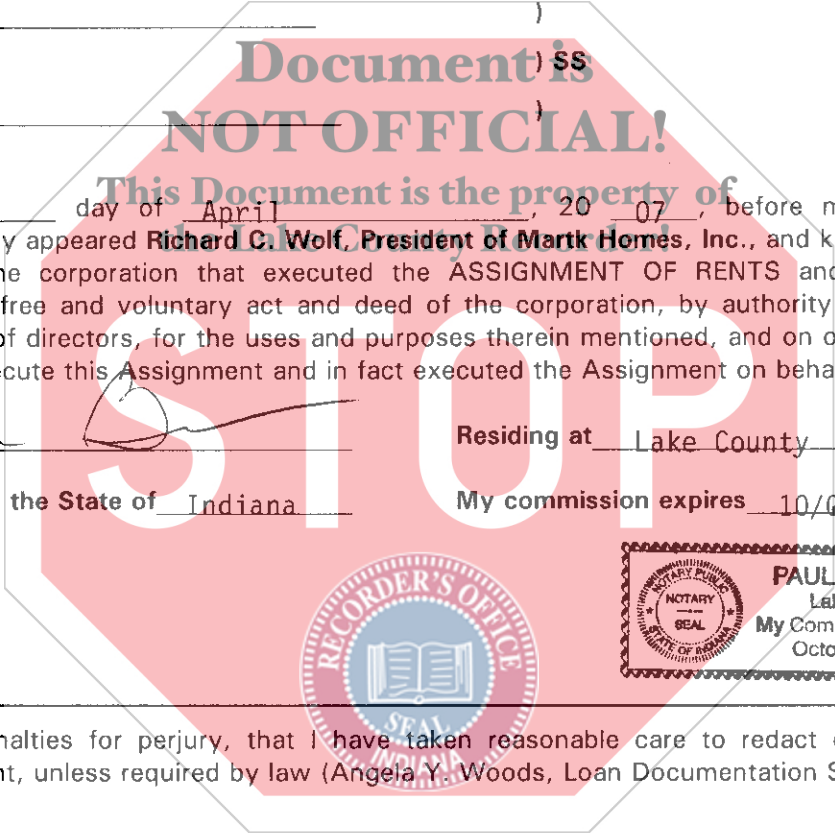 )
Document is
) SS
NOT OFFICIAL!
)
This Document is the property of
the Lake County Recorder!
day of April, 20 07, before m
y appeared Richard C. Wolf, President of Martk Homes, Inc., and k
e corporation that executed the ASSIGNMENT OF RENTS and
free and voluntary act and deed of the corporation, by authority
of directors, for the uses and purposes therein mentioned, and on o
cute this Assignment and in fact executed the Assignment on beha
STOP
Residing at Lake County
the State of Indiana
My commission expires 10/0
RECORDER'S OFFICE
SEAL
INDIANA
NOTARY PUBLIC
NOTARY
SEAL
STATE OF INDIANA
PAUL
Lak
My Com
Octo
nalties for perjury, that I have taken reasonable care to redact
nt, unless required by law (Angela Y. Woods, Loan Documentation S